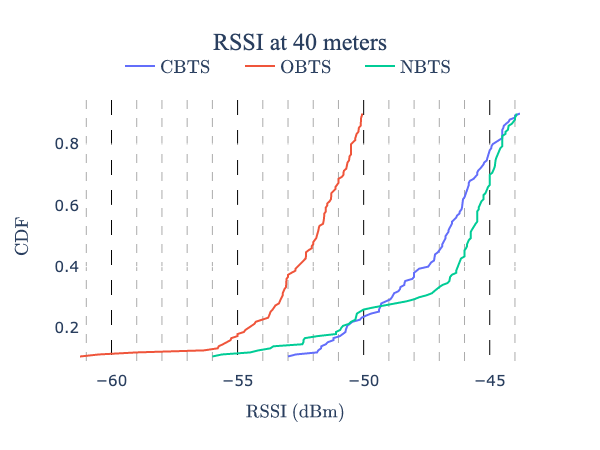 RSSI at 40 meters
CBTS OBTS NBTS
0.8
0.6
CDF
0.4
0.2
−60 −55 −50 −45
RSSI (dBm)